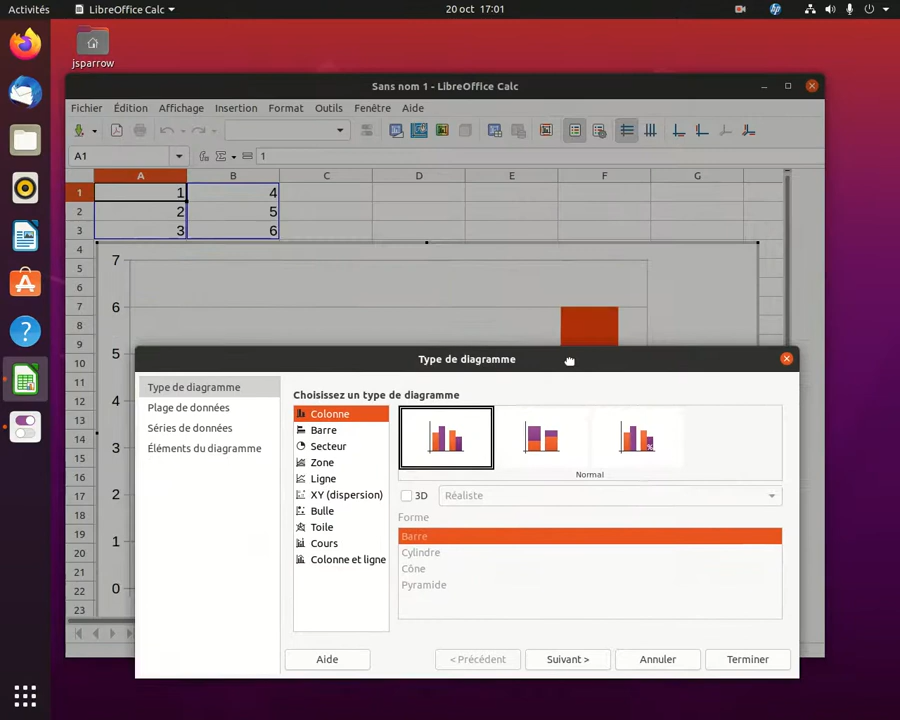 Activités LibreOffice Calc 20 oct 17:01
jsparrow
Sans nom 1 - LibreOffice Calc
Fichier Édition Affichage Insertion Format Outils Fenêtre Aide
A1 1
A B C D E F G
1 1 4
2 2 5
3 3 6
4
5
6
7
8
9
10
11
12
13
14
15
16
17
18
19
20
21
22
23
7
6
5
4
3
2
1
0
Type de diagramme
Type de diagramme
Plage de données
Séries de données
Éléments du diagramme
Choisissez un type de diagramme
Colonne
Barre
Secteur
Zone
Ligne
XY (dispersion)
Bulle
Toile
Cours
Colonne et ligne
Normal
3D Réaliste
Forme
Barre
Cylindre
Cône
Pyramide
Aide < Précédent Suivant > Annuler Terminer